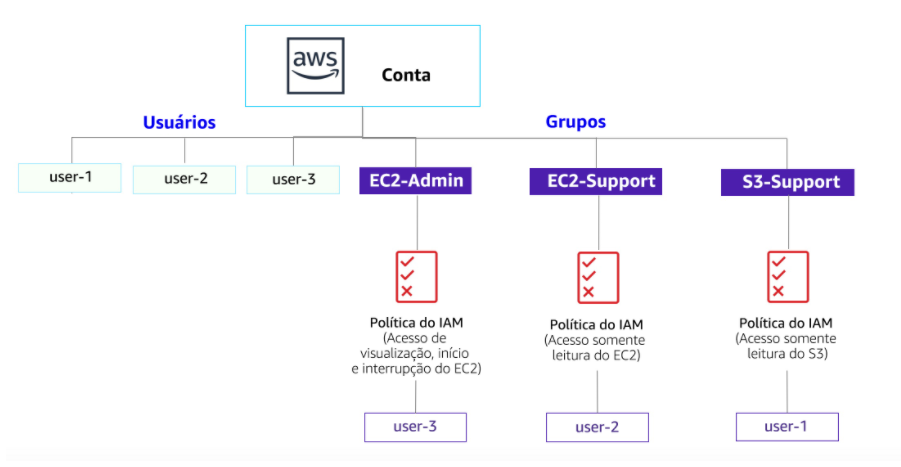 aws
Conta
Usuários
Grupos
user-1
user-2
user-3
EC2-Admin
EC2-Support
S3-Support
Política do IAM
(Acesso de
visualização, início
e interrupção do EC2)
Política do IAM
(Acesso somente
leitura do EC2)
Política do IAM
(Acesso somente
leitura do S3)
user-3
user-2
user-1